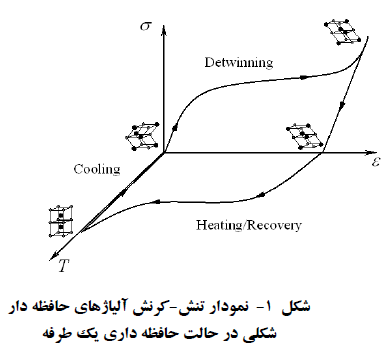 σ
Detwinning
Cooling
ε
Heating/Recovery
T
شکل ۱- نمودار تنش-کرنش آلیاژهای حافظه دار
شکلی در حالت حافظه داری یک طرفه